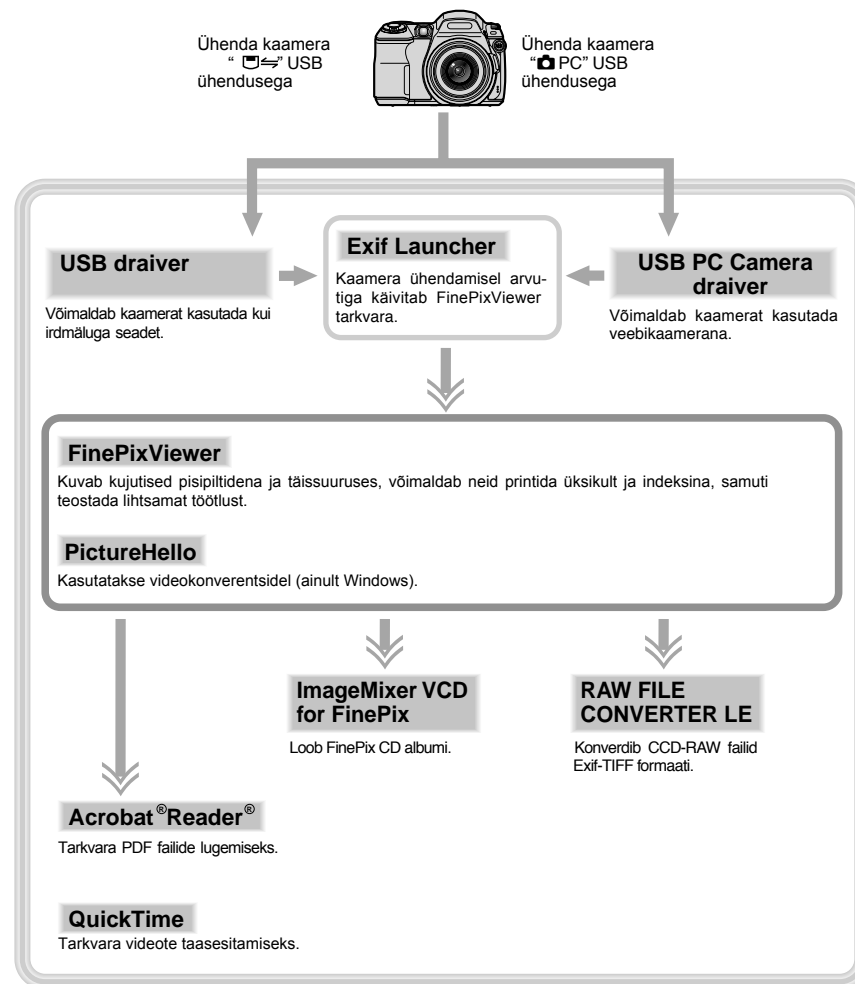 Ühenda kaamera
“ ⇋” USB
ühendusega
Ühenda kaamera
“ PC” USB
ühendusega
USB draiver
Võimaldab kaamerat kasutada kui
irdmäluga seadet.
Exif Launcher
Kaamera ühendamisel arvu-
tiga käivitab FinePixViewer
tarkvara.
USB PC Camera
draiver
Võimaldab kaamerat kasutada
veebikaamerana.
FinePixViewer
Kuvab kujutised pisipiltidena ja täissuuruses, võimaldab neid printida üksikult ja indeksina, samuti
teostada lihtsamat töötlust.
PictureHello
Kasutatakse videokonverentsidel (ainult Windows).
ImageMixer VCD
for FinePix
Loob FinePix CD albumi.
RAW FILE
CONVERTER LE
Konverdib CCD-RAW failid
Exif-TIFF formaati.
Acrobat®Reader®
Tarkvara PDF failide lugemiseks.
QuickTime
Tarkvara videote taasesitamiseks.